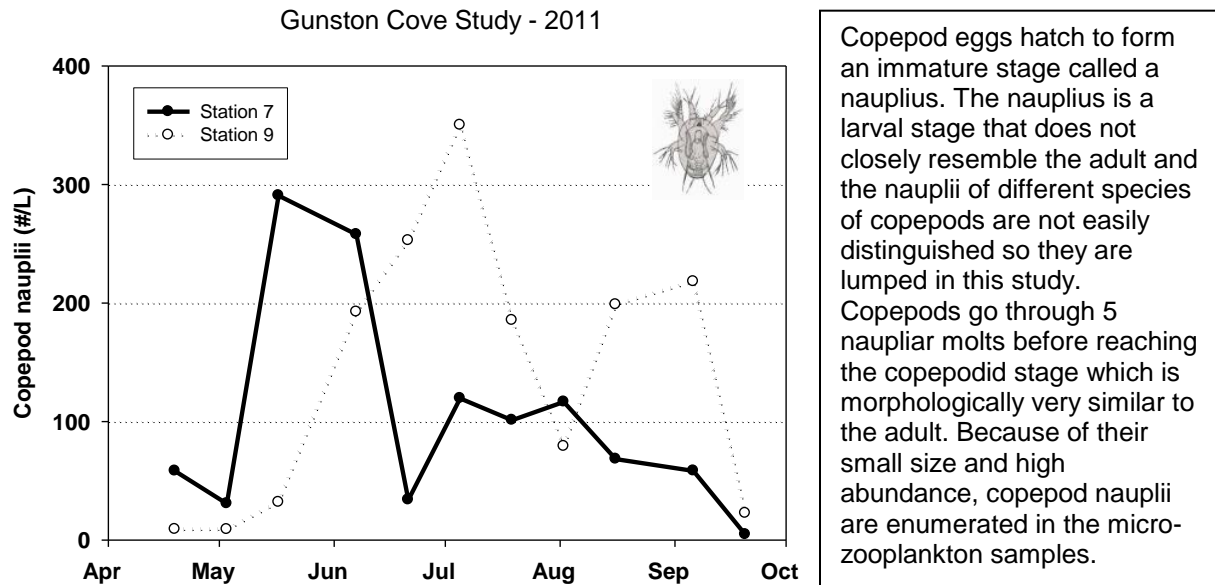 Gunston Cove Study - 2011
Copepod nauplii (#/L)
400
300
200
100
0
Station 7
Station 9
Apr May Jun Jul Aug Sep Oct
Copepod eggs hatch to form
an immature stage called a
nauplius. The nauplius is a
larval stage that does not
closely resemble the adult and
the nauplii of different species
of copepods are not easily
distinguished so they are
lumped in this study.
Copepods go through 5
naupliar molts before reaching
the copepodid stage which is
morphologically very similar to
the adult. Because of their
small size and high
abundance, copepod nauplii
are enumerated in the micro-
zooplankton samples.